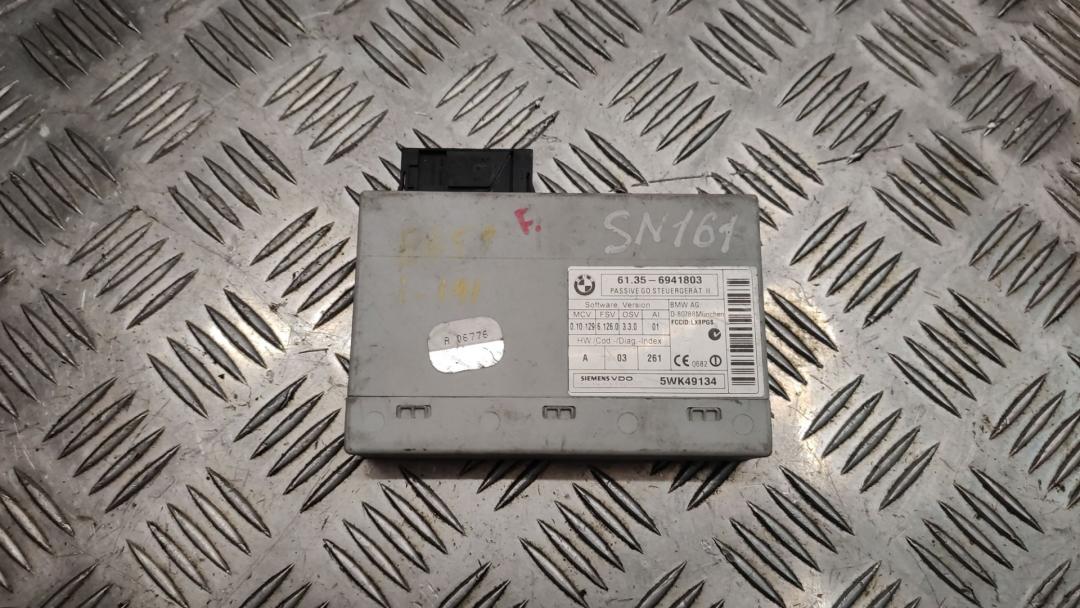 F.
SN161
141
A 06776
61.35 - 6941803
PASSIVE GO STEUERGERÄT II
Software Version
MCV FSV OSV AI
0.10.129 6.126.0 3.3.0 01
HW-/Cod.-/Diag.-Index
A 03 261
BMW AG
D-80788 München
FCCID:LX8PGS
CE 0682
SIEMENS VDO 5WK49134